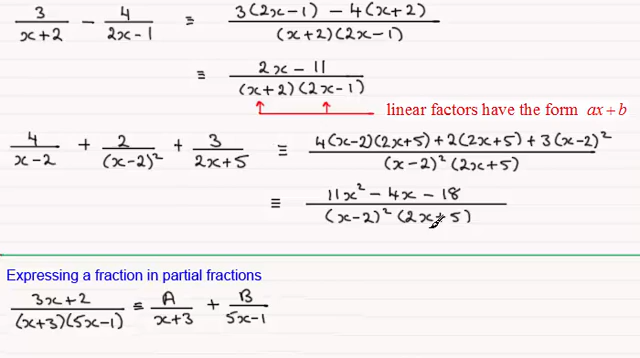 3/(x+2) − 4/(2x−1) ≡ (3(2x−1) − 4(x+2))/((x+2)(2x−1))
≡ (2x − 11)/((x+2)(2x−1))
linear factors have the form ax + b
4/(x−2) + 2/(x−2)² + 3/(2x+5) ≡ (4(x−2)(2x+5) + 2(2x+5) + 3(x−2)²)/((x−2)²(2x+5))
≡ (11x² − 4x − 18)/((x−2)²(2x+5))
Expressing a fraction in partial fractions
(3x+2)/((x+3)(5x−1)) ≡ A/(x+3) + B/(5x−1)